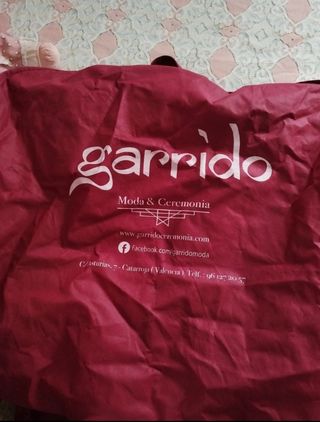 garrido
Moda & Ceremonia
www.garridoceremonia.com
facebook.com/garridomoda
C/ Asturias, 7 - Catarroja ( Valencia ) Telf.: 96 127 20 57